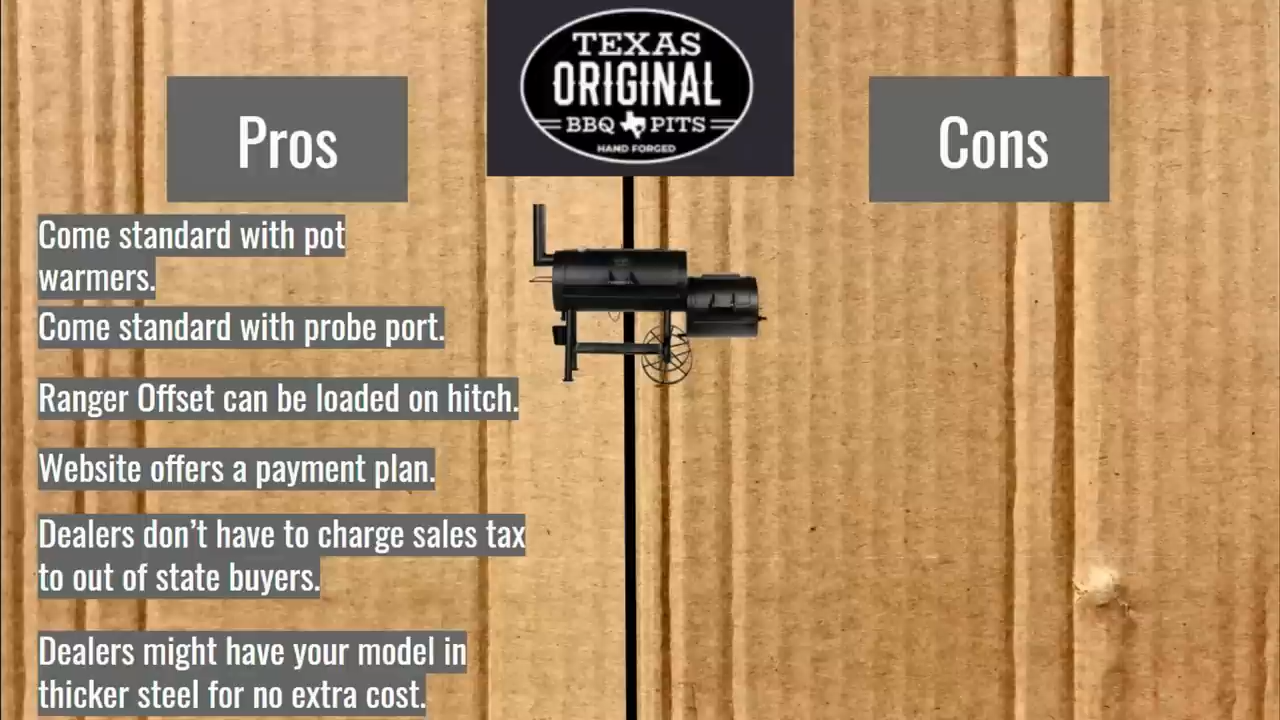 TEXAS
ORIGINAL
BBQ PITS
HAND FORGED
Pros
Cons
Come standard with pot
warmers.
Come standard with probe port.
Ranger Offset can be loaded on hitch.
Website offers a payment plan.
Dealers don’t have to charge sales tax
to out of state buyers.
Dealers might have your model in
thicker steel for no extra cost.